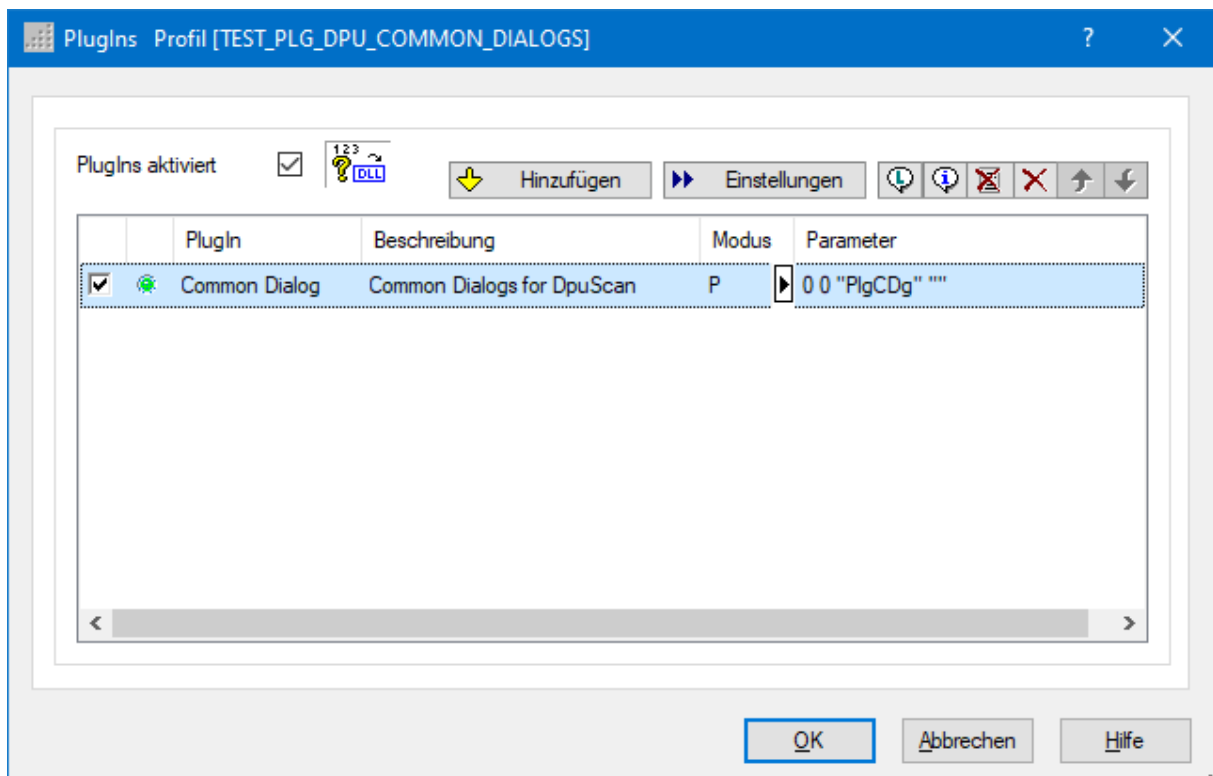 PlugIns Profil [TEST_PLG_DPU_COMMON_DIALOGS] ?
PlugIns aktiviert 123 DLL Hinzufügen Einstellungen L i
PlugIn Beschreibung Modus Parameter
Common Dialog Common Dialogs for DpuScan P 0 0 "PlgCDg" ""
OK Abbrechen Hilfe